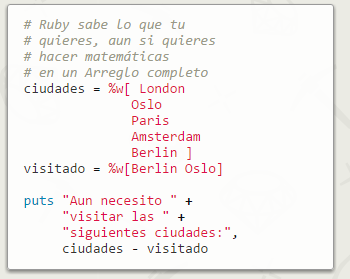 # Ruby sabe lo que tu
# quieres, aun si quieres
# hacer matemáticas
# en un Arreglo completo
ciudades = %w[ London
Oslo
Paris
Amsterdam
Berlin ]
visitado = %w[Berlin Oslo]
puts "Aun necesito " +
"visitar las " +
"siguientes ciudades:",
ciudades - visitado